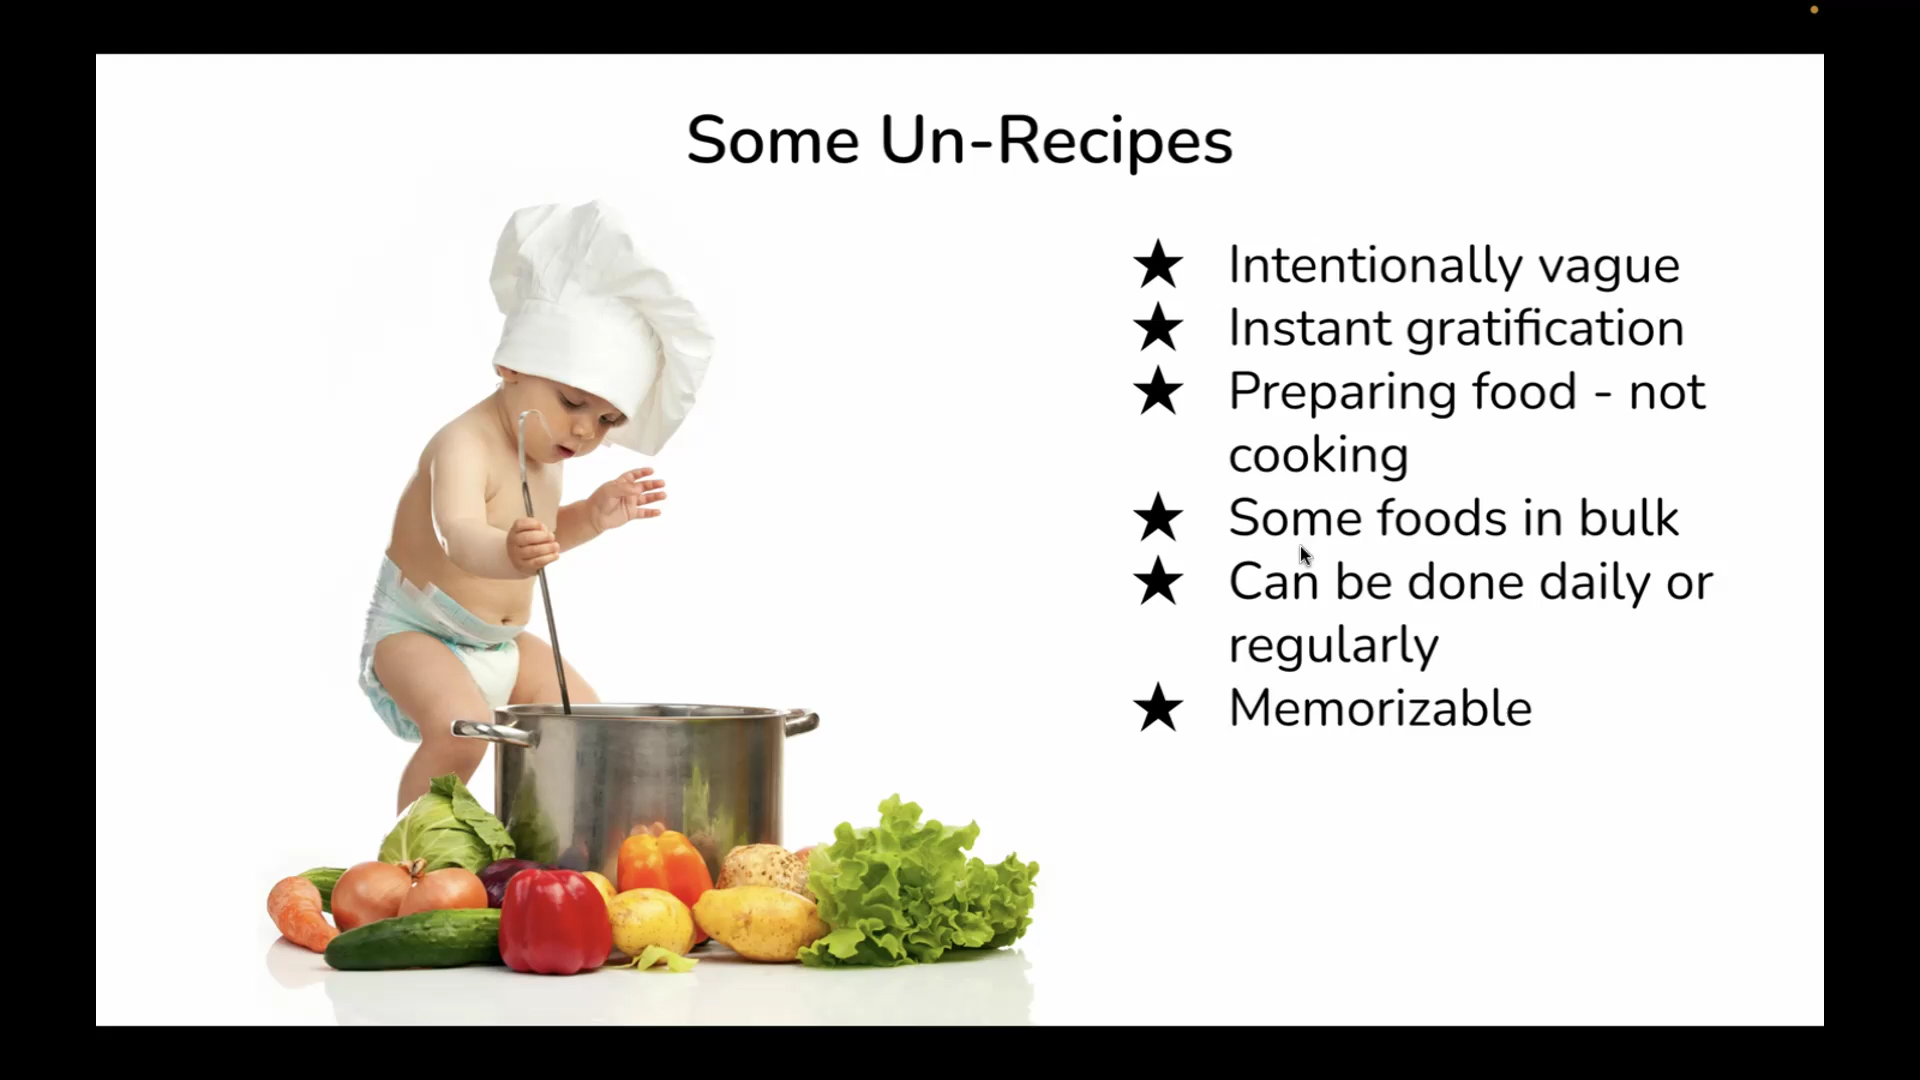 Some Un-Recipes
★ Intentionally vague
★ Instant gratification
★ Preparing food - not
cooking
★ Some foods in bulk
★ Can be done daily or
regularly
★ Memorizable